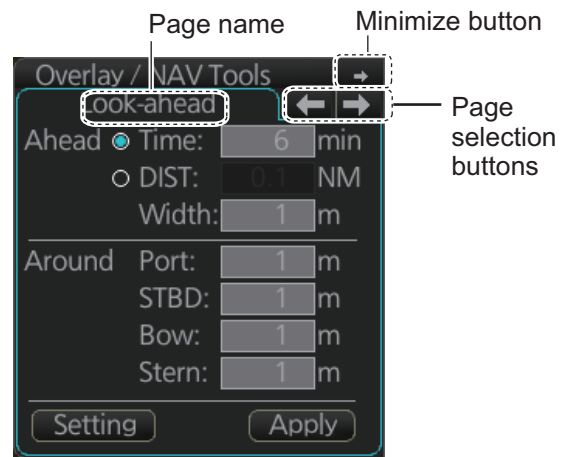 Page name
Minimize button
Overlay / NAV Tools
Look-ahead
Page
selection
buttons
Ahead Time: 6 min
DIST: 0.1 NM
Width: 1 m
Around Port: 1 m
STBD: 1 m
Bow: 1 m
Stern: 1 m
Setting Apply